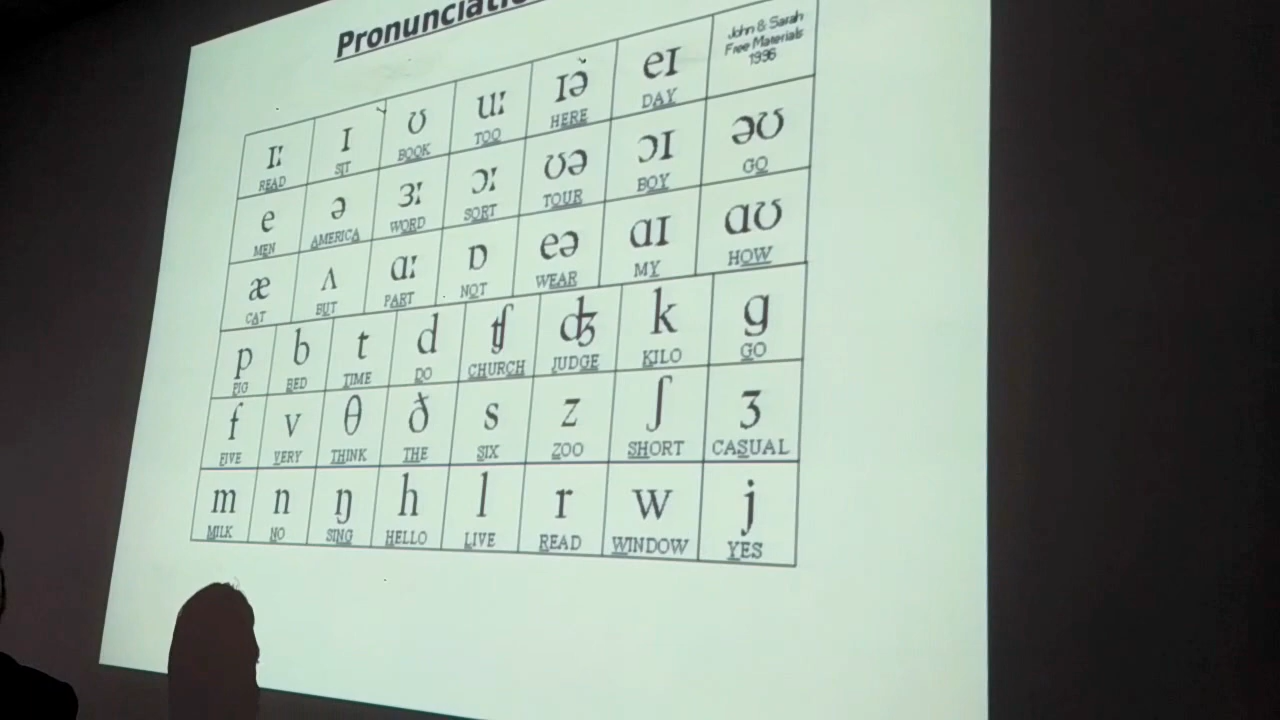 Pronunciatio
John & Sarah
Free Materials
1996
ɪː ɪ ʊ uː ɪə eɪ
READ SIT BOOK TOO HERE DAY
e ə ɜː ɔː ʊə ɔɪ əʊ
MEN AMERICA WORD SORT TOUR BOY GO
æ ʌ ɑː ɒ eə ɑɪ ɑʊ
CAT BUT PART NOT WEAR MY HOW
p b t d ʧ ʤ k g
PIG BED TIME DO CHURCH JUDGE KILO GO
f v θ ð s z ʃ ʒ
FIVE VERY THINK THE SIX ZOO SHORT CASUAL
m n ŋ h l r w j
MILK NO SING HELLO LIVE READ WINDOW YES